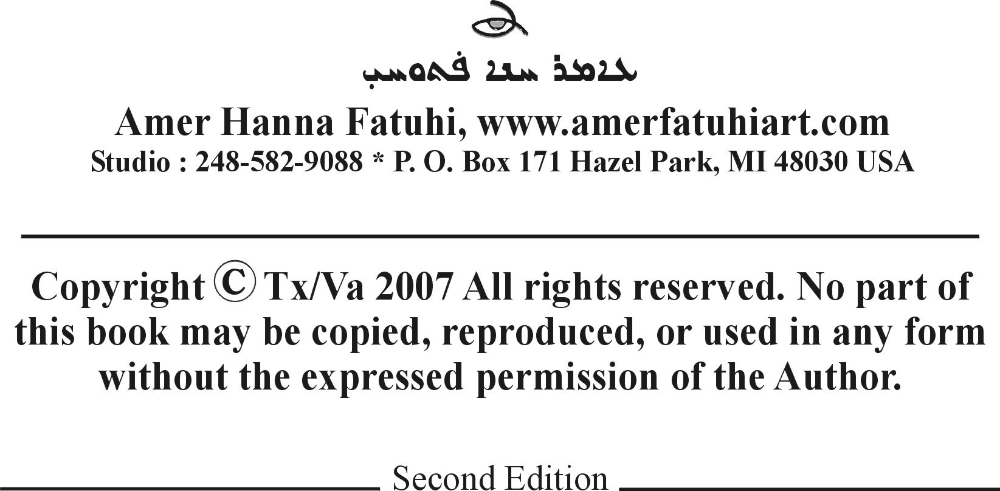 ܥܐܡܪ ܚܢܐ ܦܬܘܚܝ
Amer Hanna Fatuhi, www.amerfatuhiart.com
Studio : 248-582-9088 * P. O. Box 171 Hazel Park, MI 48030 USA
Copyright © Tx/Va 2007 All rights reserved. No part of
this book may be copied, reproduced, or used in any form
without the expressed permission of the Author.
Second Edition